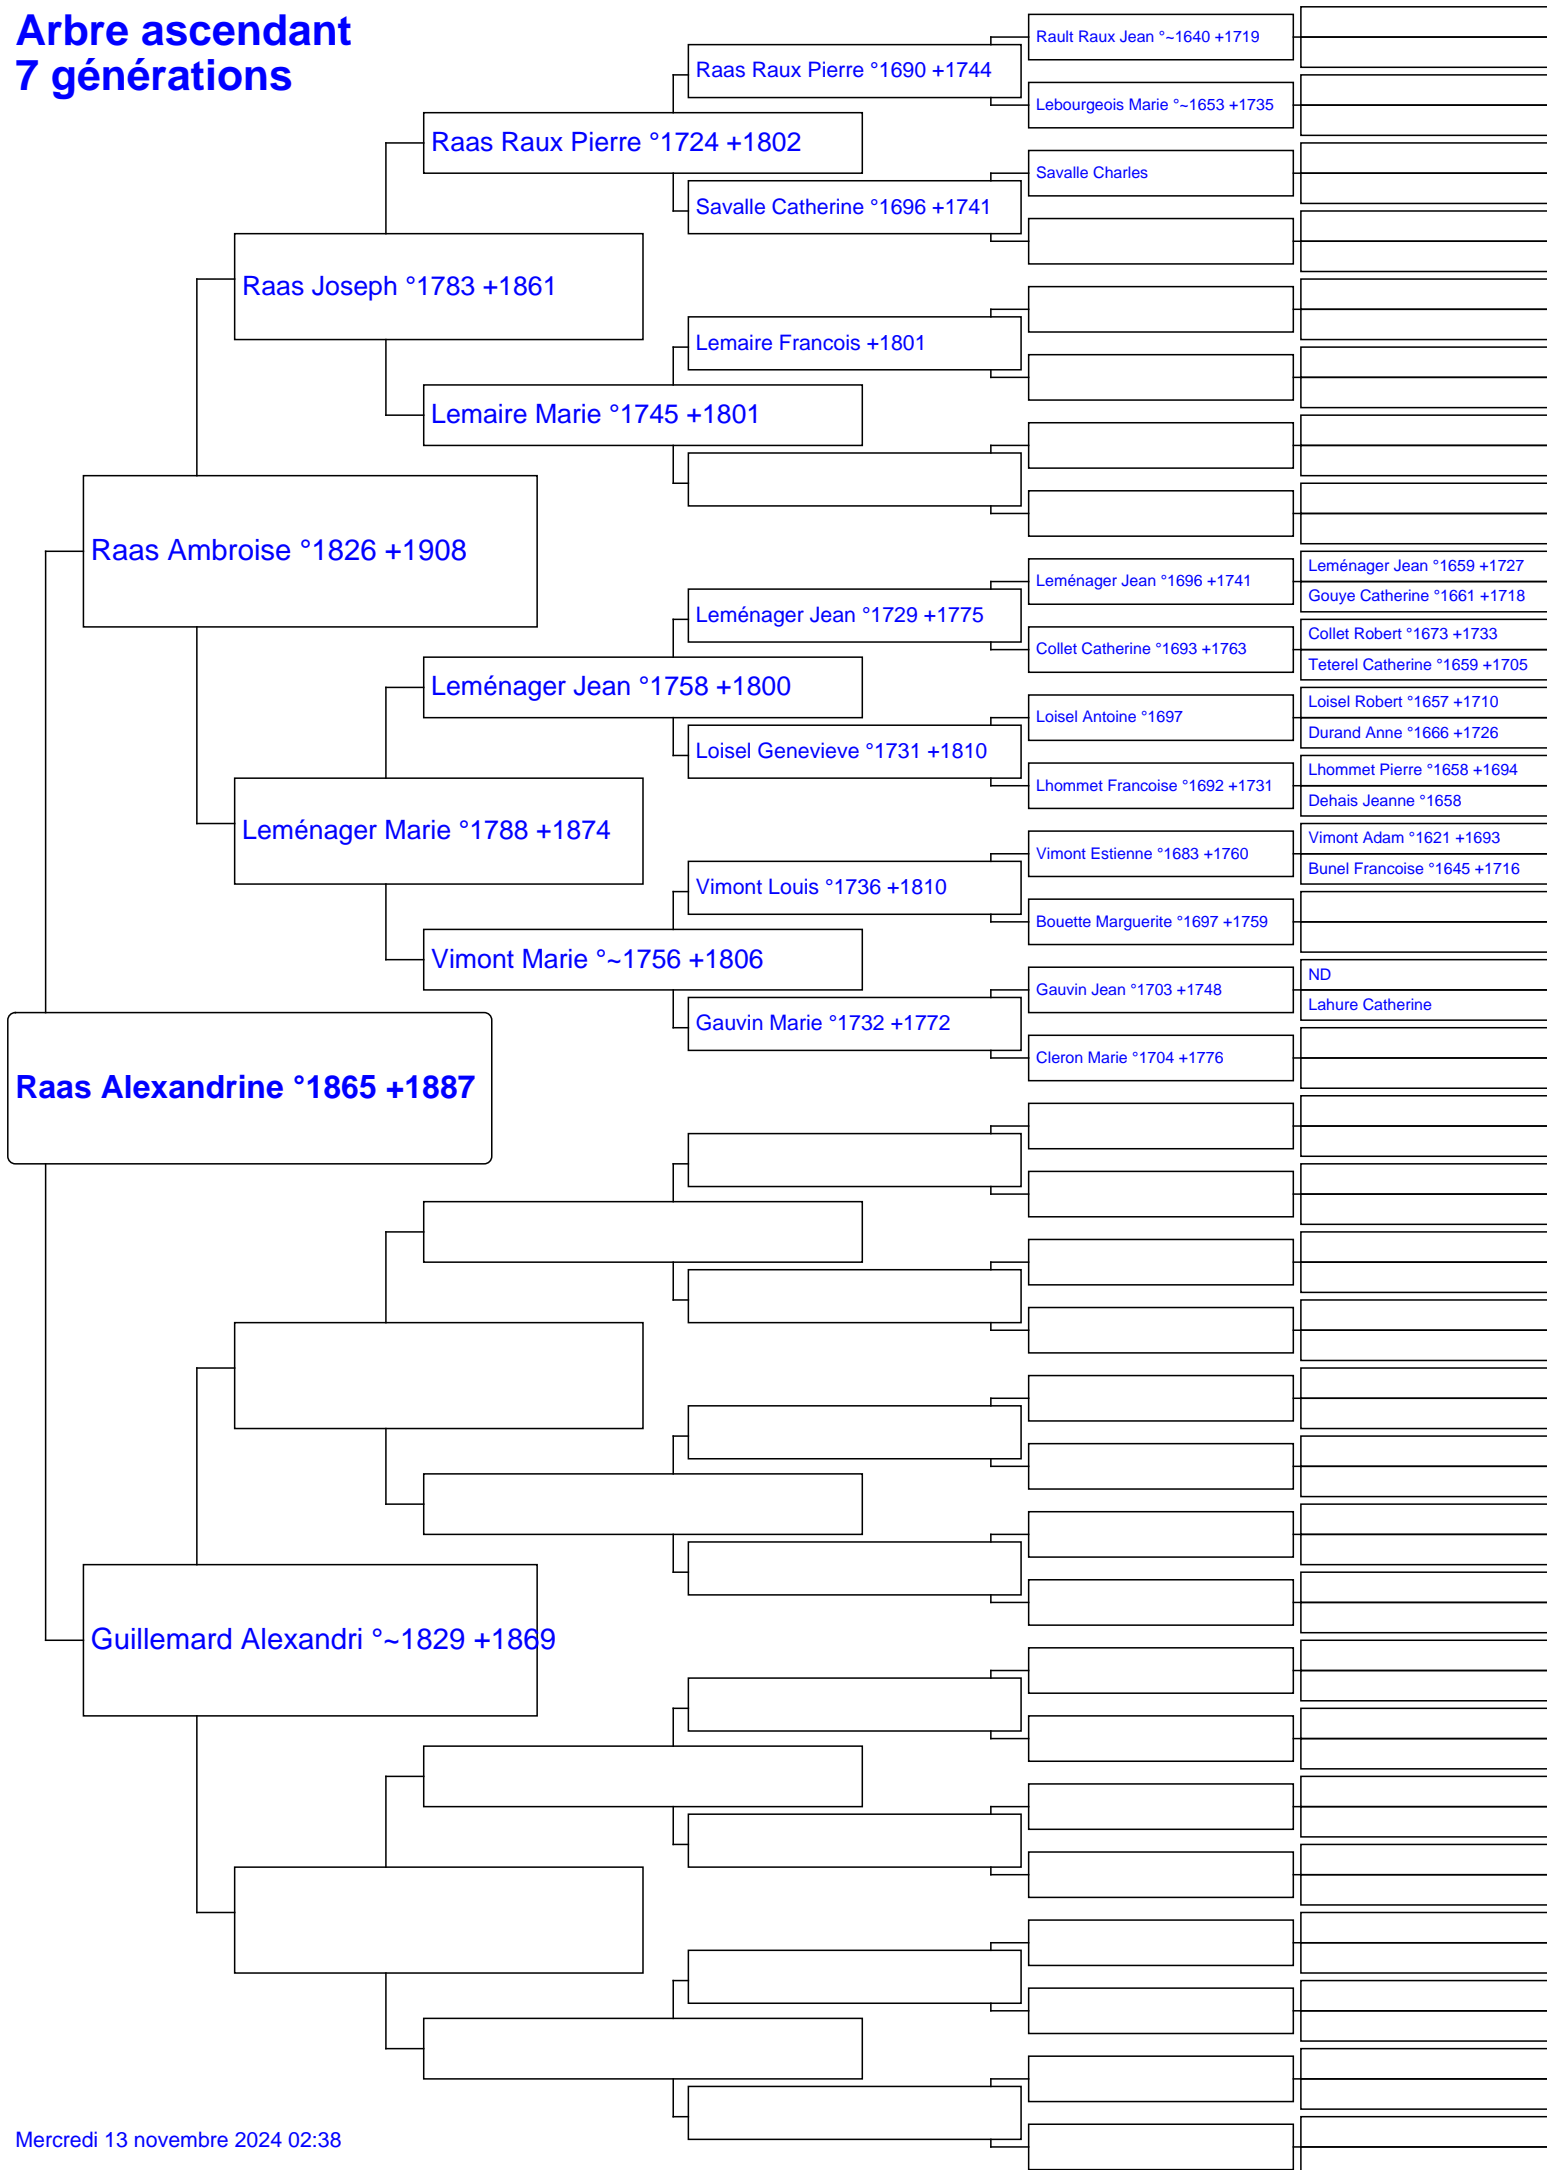 Arbre ascendant
7 générations
Rault Raux Jean °~1640 +1719
Raas Raux Pierre °1690 +1744
Lebourgeois Marie °~1653 +1735
Raas Raux Pierre °1724 +1802
Savalle Charles
Savalle Catherine °1696 +1741
Raas Joseph °1783 +1861
Lemaire Francois +1801
Lemaire Marie °1745 +1801
Raas Ambroise °1826 +1908
Leménager Jean °1659 +1727
Leménager Jean °1696 +1741
Gouye Catherine °1661 +1718
Leménager Jean °1729 +1775
Collet Robert °1673 +1733
Collet Catherine °1693 +1763
Teterel Catherine °1659 +1705
Leménager Jean °1758 +1800
Loisel Robert °1657 +1710
Loisel Antoine °1697
Durand Anne °1666 +1726
Loisel Genevieve °1731 +1810
Lhommet Pierre °1658 +1694
Lhommet Francoise °1692 +1731
Dehais Jeanne °1658
Leménager Marie °1788 +1874
Vimont Adam °1621 +1693
Vimont Estienne °1683 +1760
Bunel Francoise °1645 +1716
Vimont Louis °1736 +1810
Bouette Marguerite °1697 +1759
Vimont Marie °~1756 +1806
ND
Gauvin Jean °1703 +1748
Lahure Catherine
Gauvin Marie °1732 +1772
Cleron Marie °1704 +1776
Raas Alexandrine °1865 +1887
Guillemard Alexandri °~1829 +1869
Mercredi 13 novembre 2024 02:38